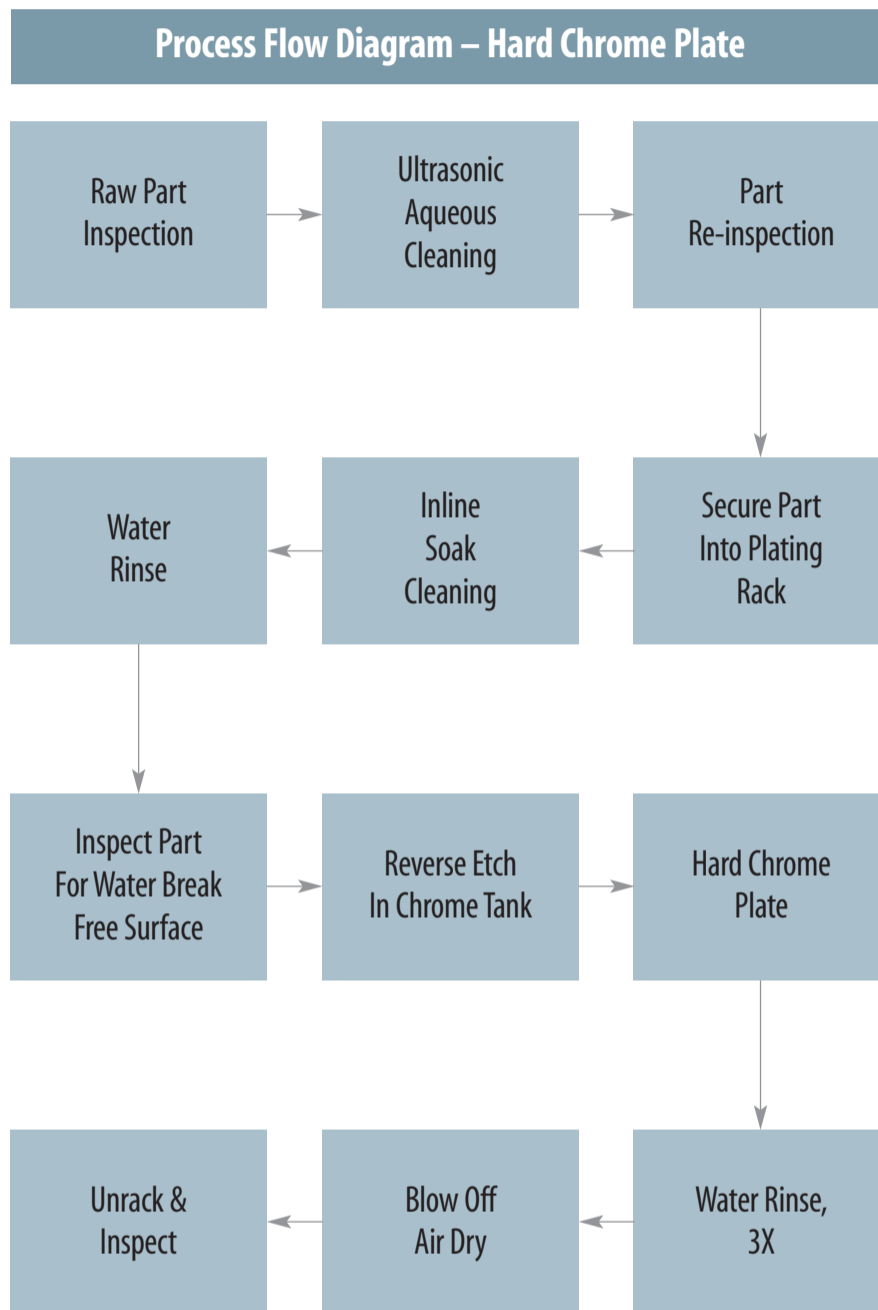 Process Flow Diagram – Hard Chrome Plate
Raw Part
Inspection
Ultrasonic
Aqueous
Cleaning
Part
Re-inspection
Secure Part
Into Plating
Rack
Inline
Soak
Cleaning
Water
Rinse
Inspect Part
For Water Break
Free Surface
Reverse Etch
In Chrome Tank
Hard Chrome
Plate
Water Rinse,
3X
Blow Off
Air Dry
Unrack &
Inspect